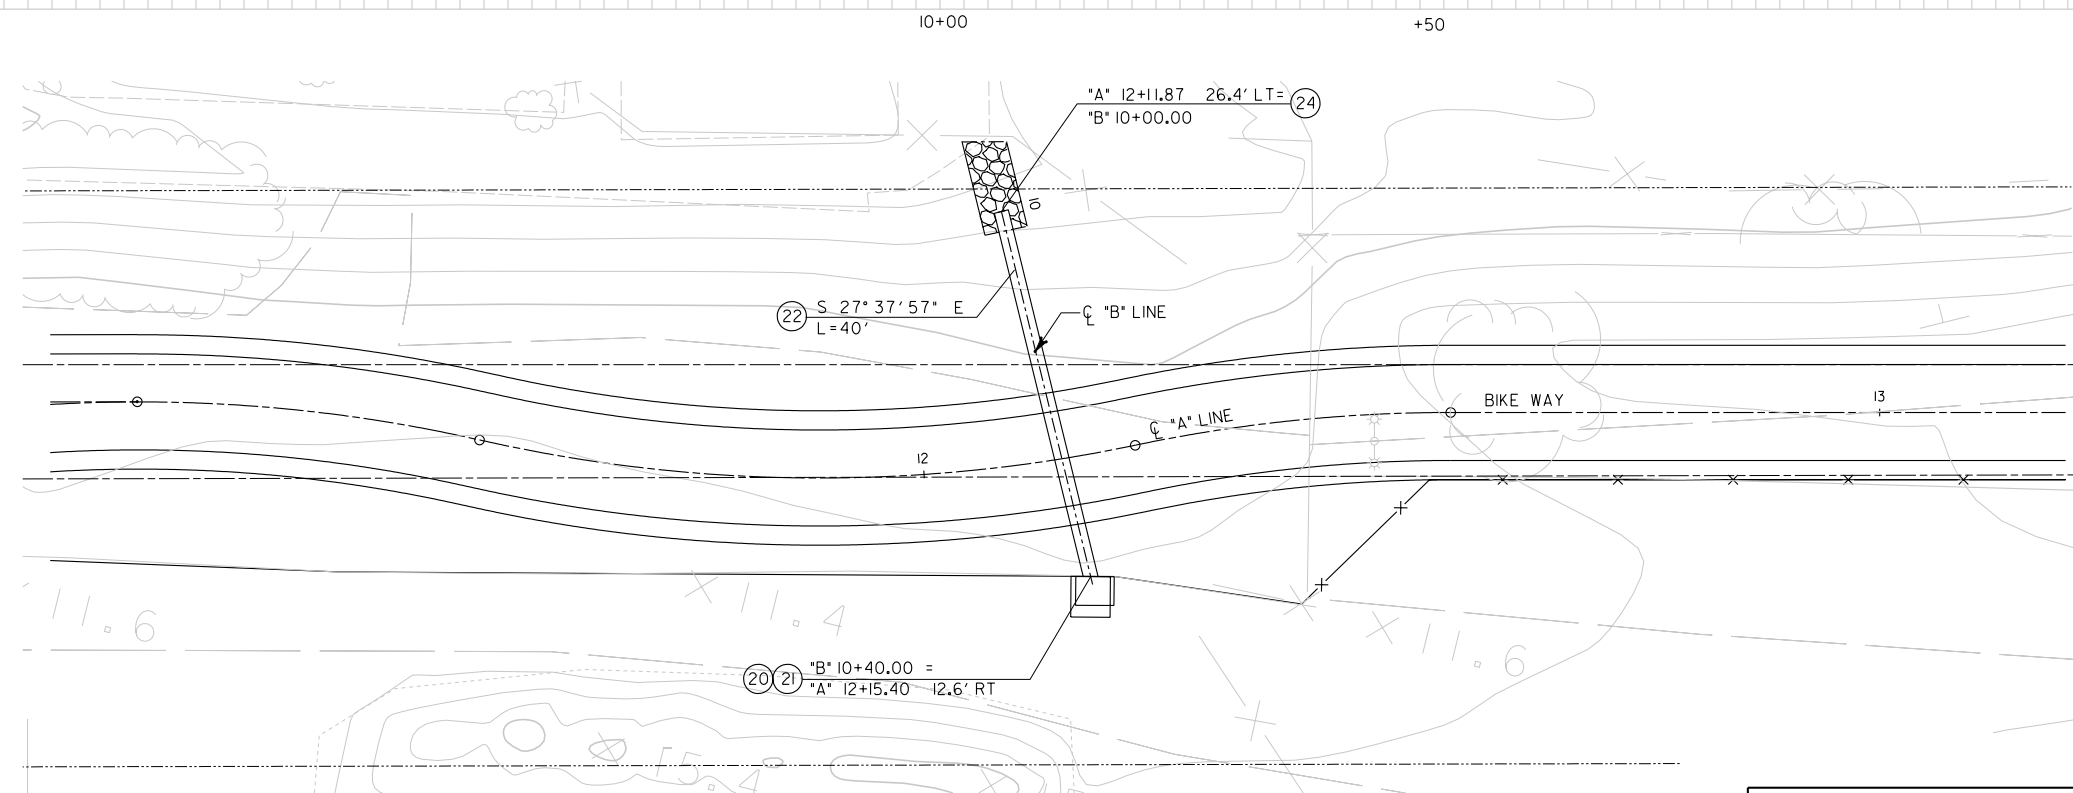 10+00
+50
"A" 12+11.87 26.4' LT=
24
"B" 10+00.00
10
22
S 27° 37' 57" E
L=40'
℄ "B" LINE
BIKE WAY
13
℄ "A" LINE
12
11.6
11.4
11.6
20 21
"B" 10+40.00 =
"A" 12+15.40 12.6' RT
15.4